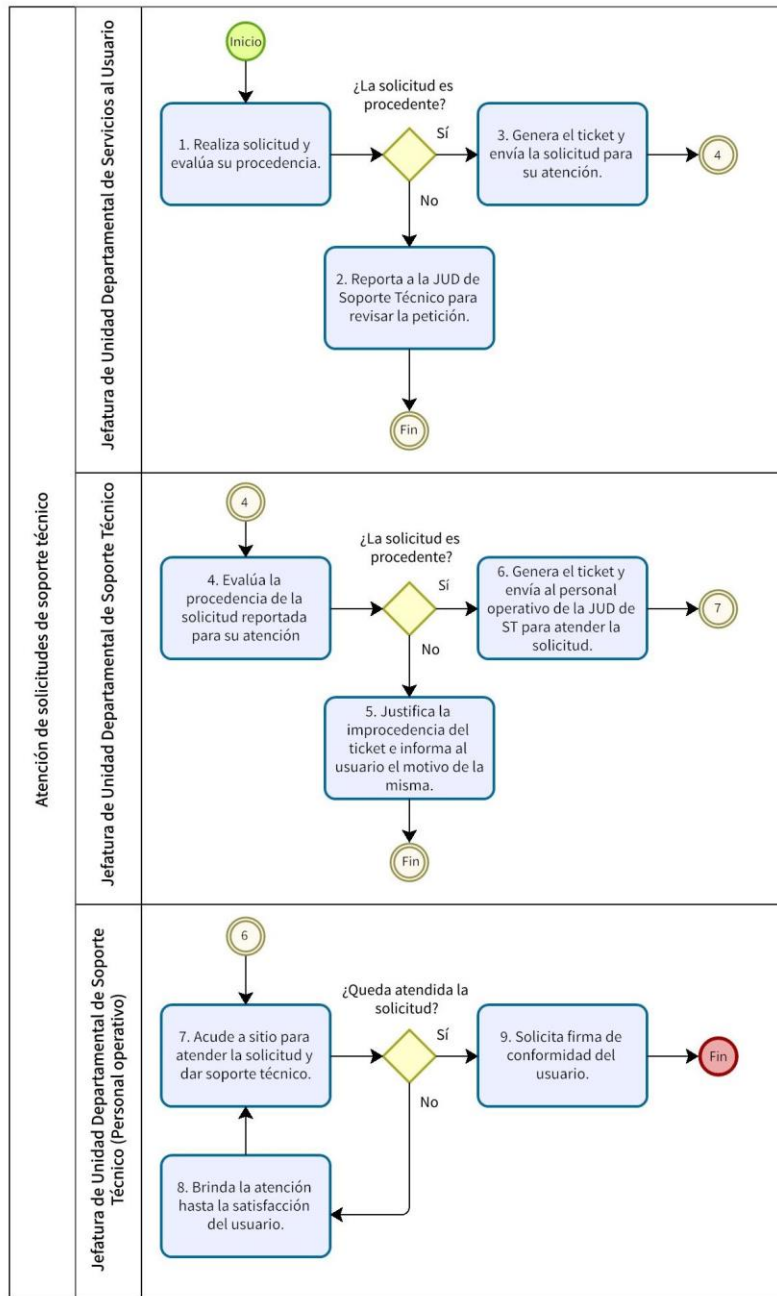 Atención de solicitudes de soporte técnico
Jefatura de Unidad Departamental de Servicios al Usuario
Inicio
¿La solicitud es
procedente?
1. Realiza solicitud y
evalúa su procedencia.
Sí
3. Genera el ticket y
envía la solicitud para
su atención.
4
No
2. Reporta a la JUD de
Soporte Técnico para
revisar la petición.
Fin
Jefatura de Unidad Departamental de Soporte Técnico
4
¿La solicitud es
procedente?
4. Evalúa la
procedencia de la
solicitud reportada
para su atención
Sí
6. Genera el ticket y
envía al personal
operativo de la JUD de
ST para atender la
solicitud.
7
No
5. Justifica la
improcedencia del
ticket e informa al
usuario el motivo de la
misma.
Fin
Jefatura de Unidad Departamental de Soporte
Técnico (Personal operativo)
6
¿Queda atendida la
solicitud?
7. Acude a sitio para
atender la solicitud y
dar soporte técnico.
Sí
9. Solicita firma de
conformidad del
usuario.
Fin
No
8. Brinda la atención
hasta la satisfacción
del usuario.